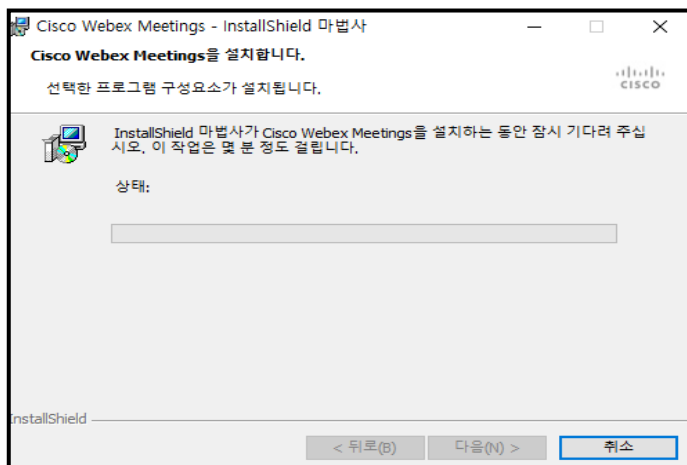 Cisco Webex Meetings - InstallShield 마법사
Cisco Webex Meetings을 설치합니다.
선택한 프로그램 구성요소가 설치됩니다.
CISCO
InstallShield 마법사가 Cisco Webex Meetings을 설치하는 동안 잠시 기다려 주십
시오. 이 작업은 몇 분 정도 걸립니다.
상태:
InstallShield
< 뒤로(B)
다음(N) >
취소